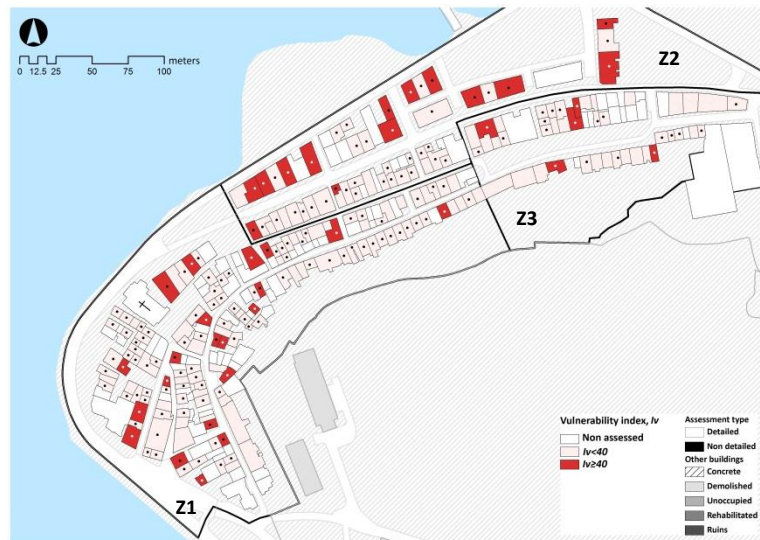 Z2
meters
0 12.5 25 50 75 100
Z3
Vulnerability index, Iv
Non assessed
Iv<40
Iv≥40
Assessment type
Detailed
Non detailed
Other buildings
Concrete
Demolished
Unoccupied
Rehabilitated
Ruins
Z1